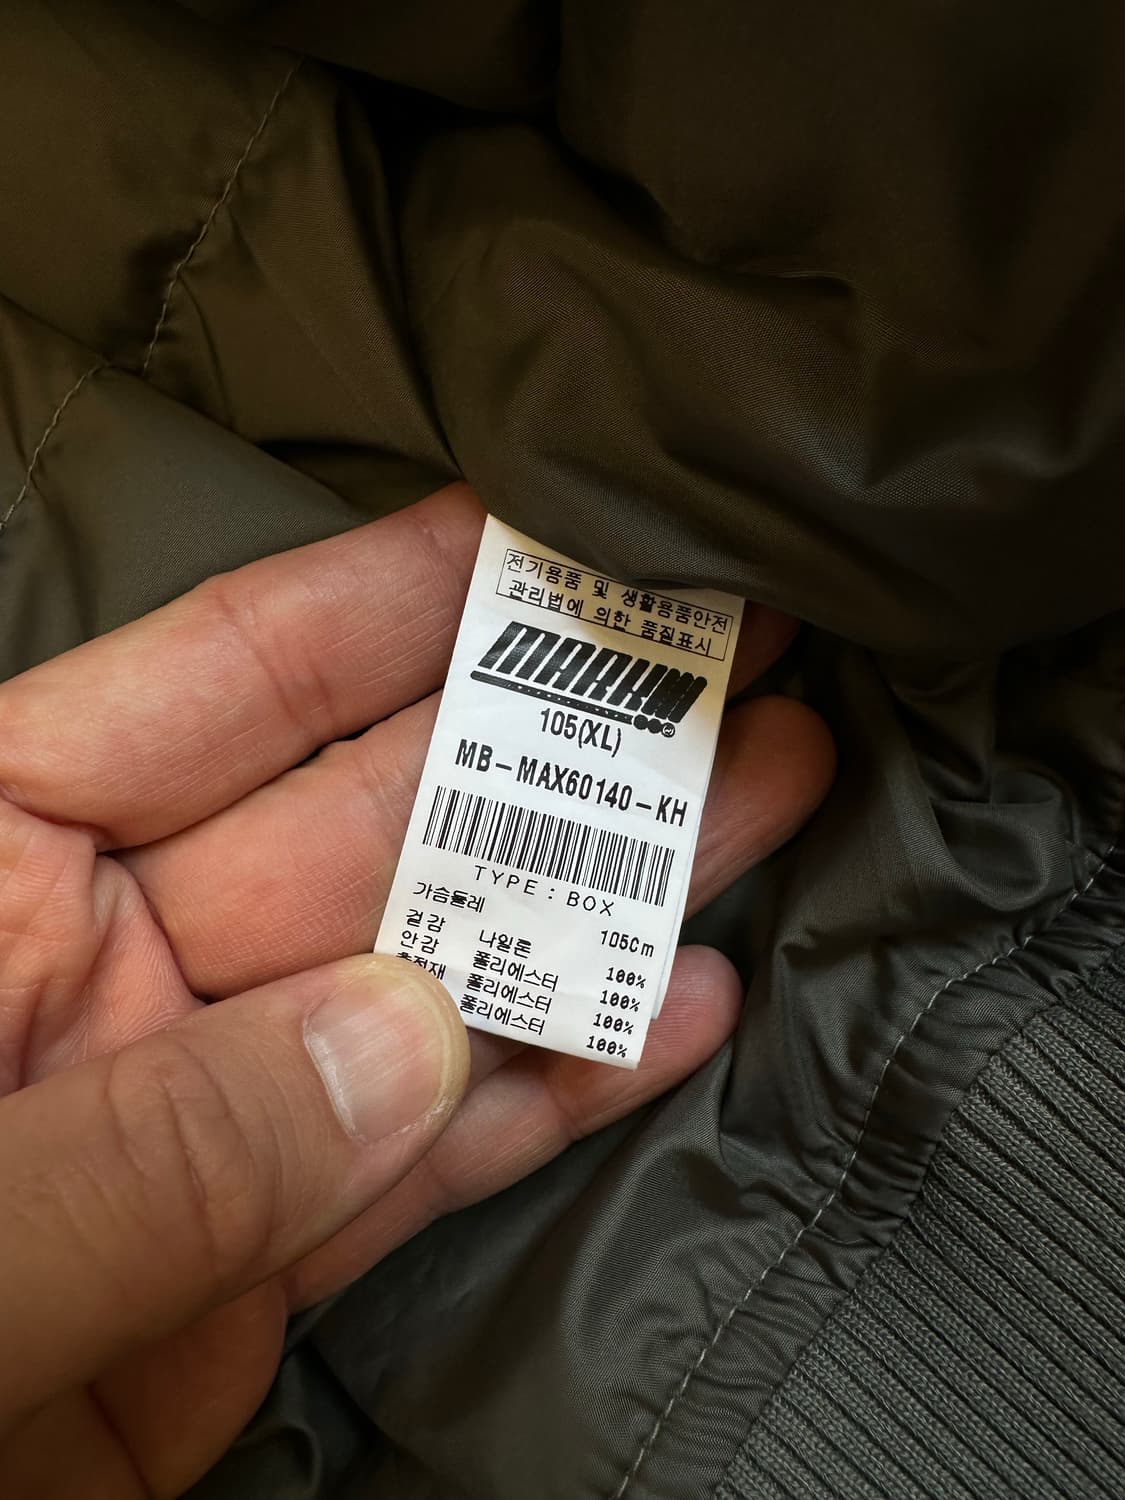 전기용품 및 생활용품안전
관리법에 의한 품질표시
MARKM
105(XL)
MB-MAX60140-KH
TYPE : BOX
가슴둘레 105Cm
겉감 나일론 100%
안감 폴리에스터 100%
충전재 폴리에스터 100%
폴리에스터 100%